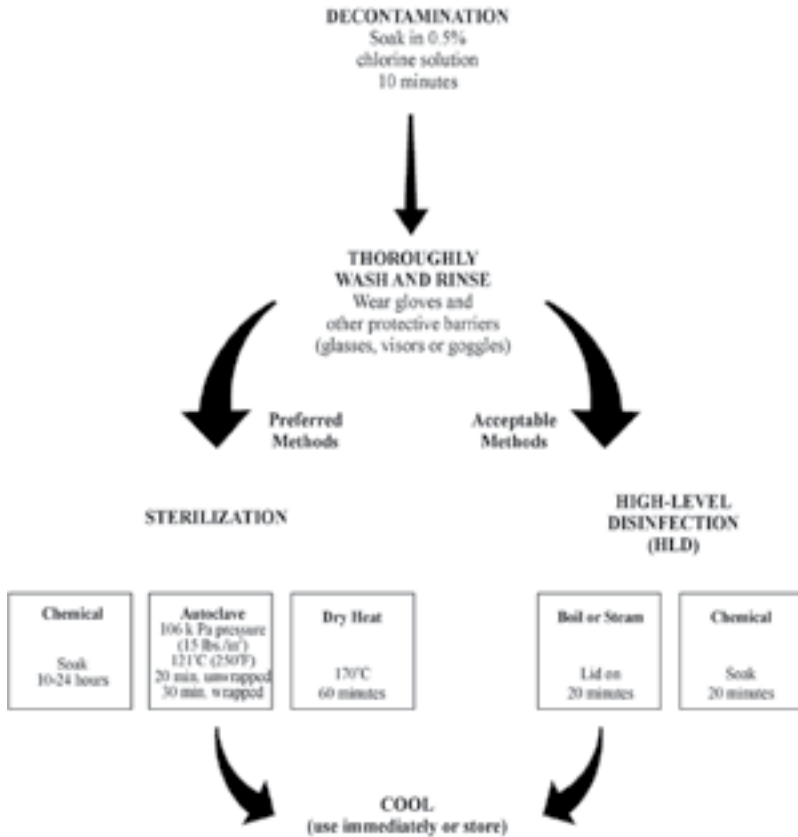 DECONTAMINATION
Soak in 0.5%
chlorine solution
10 minutes
THOROUGHLY
WASH AND RINSE
Wear gloves and
other protective barriers
(glasses, visors or goggles)
Preferred
Methods
Acceptable
Methods
STERILIZATION
HIGH-LEVEL
DISINFECTION
(HLD)
Chemical
Soak
10-24 hours
Autoclave
106 k Pa pressure
(15 lbs./in²)
121°C (250°F)
20 min. unwrapped
30 min. wrapped
Dry Heat
170°C
60 minutes
Boil or Steam
Lid on
20 minutes
Chemical
Soak
20 minutes
COOL
(use immediately or store)